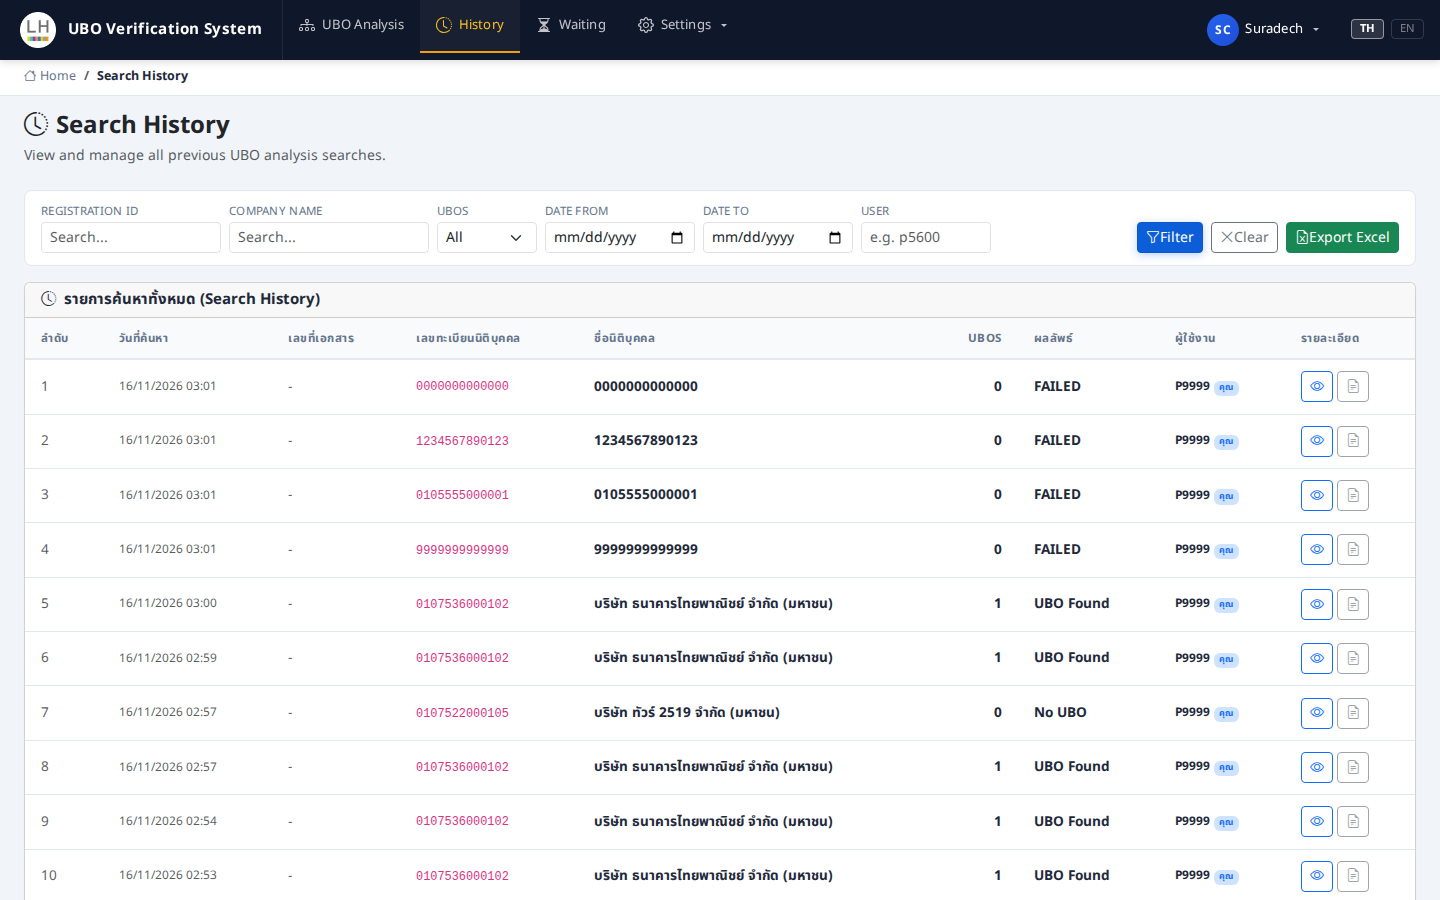 LH UBO Verification System UBO Analysis History Waiting Settings SC Suradech TH EN
Home / Search History
Search History
View and manage all previous UBO analysis searches.
REGISTRATION ID COMPANY NAME UBOS DATE FROM DATE TO USER
Search... Search... All mm/dd/yyyy mm/dd/yyyy e.g. p5600 Filter Clear Export Excel
รายการค้นหาทั้งหมด (Search History)
ลำดับ วันที่ค้นหา เลขที่เอกสาร เลขทะเบียนนิติบุคคล ชื่อนิติบุคคล UBOS ผลลัพธ์ ผู้ใช้งาน รายละเอียด
1 16/11/2026 03:01 - 0000000000000 0000000000000 0 FAILED P9999 คุณ
2 16/11/2026 03:01 - 1234567890123 1234567890123 0 FAILED P9999 คุณ
3 16/11/2026 03:01 - 0105555000001 0105555000001 0 FAILED P9999 คุณ
4 16/11/2026 03:01 - 9999999999999 9999999999999 0 FAILED P9999 คุณ
5 16/11/2026 03:00 - 0107536000102 บริษัท ธนาคารไทยพาณิชย์ จำกัด (มหาชน) 1 UBO Found P9999 คุณ
6 16/11/2026 02:59 - 0107536000102 บริษัท ธนาคารไทยพาณิชย์ จำกัด (มหาชน) 1 UBO Found P9999 คุณ
7 16/11/2026 02:57 - 0107522000105 บริษัท ทัวร์ 2519 จำกัด (มหาชน) 0 No UBO P9999 คุณ
8 16/11/2026 02:57 - 0107536000102 บริษัท ธนาคารไทยพาณิชย์ จำกัด (มหาชน) 1 UBO Found P9999 คุณ
9 16/11/2026 02:54 - 0107536000102 บริษัท ธนาคารไทยพาณิชย์ จำกัด (มหาชน) 1 UBO Found P9999 คุณ
10 16/11/2026 02:53 - 0107536000102 บริษัท ธนาคารไทยพาณิชย์ จำกัด (มหาชน) 1 UBO Found P9999 คุณ